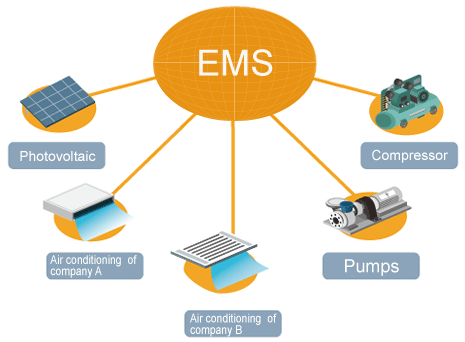 EMS
Photovoltaic
Compressor
Air conditioning of
company A
Pumps
Air conditioning of
company B